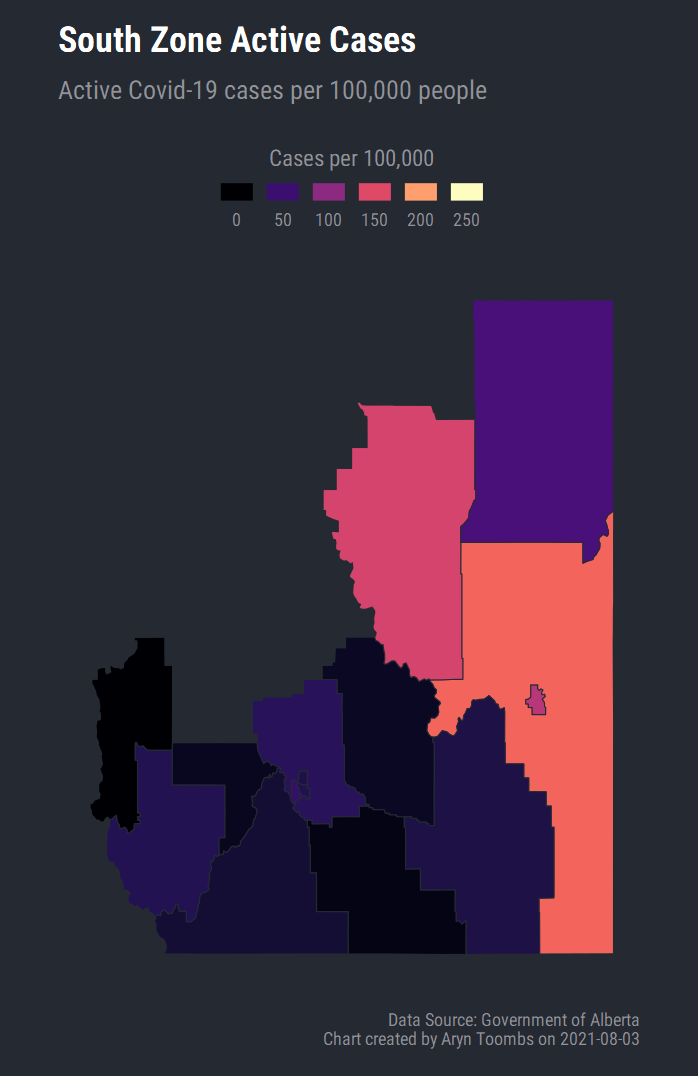 South Zone Active Cases
Active Covid-19 cases per 100,000 people
Cases per 100,000
0 50 100 150 200 250
Data Source: Government of Alberta
Chart created by Aryn Toombs on 2021-08-03